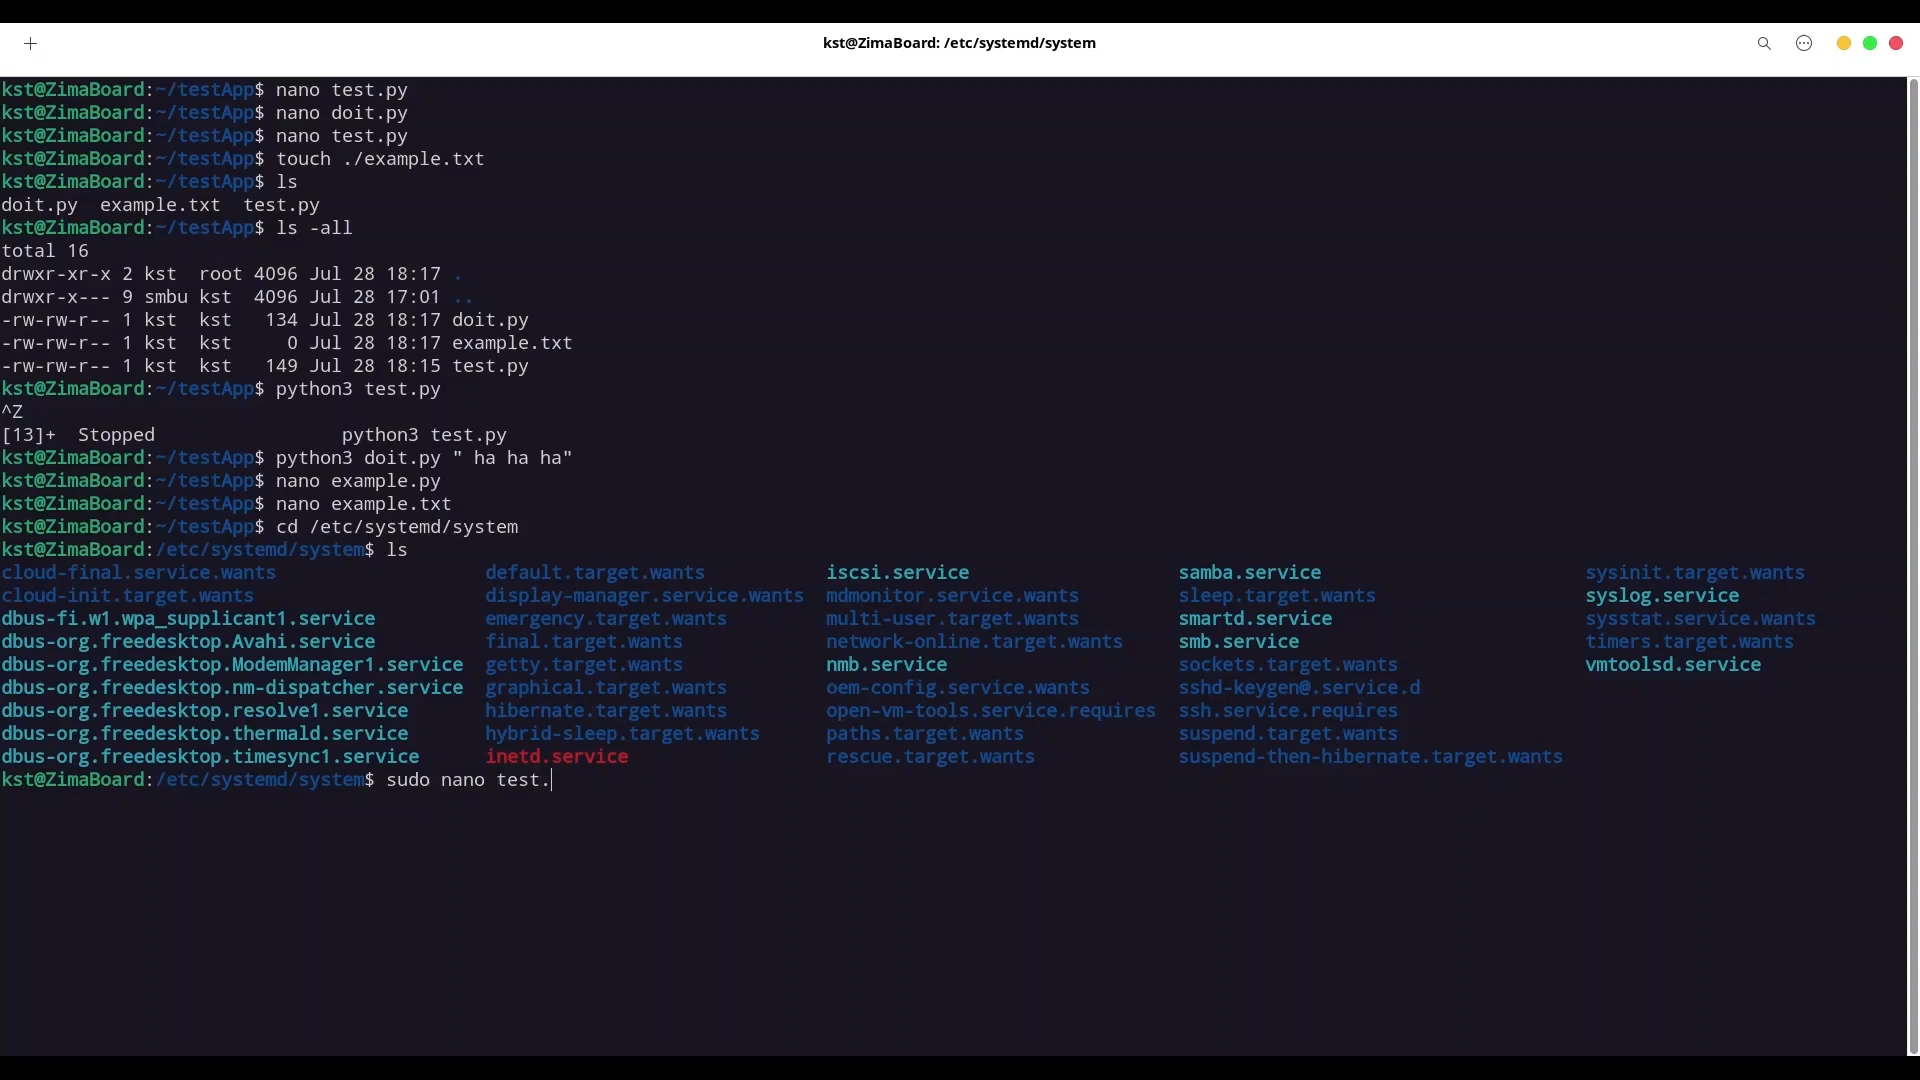 kst@ZimaBoard: /etc/systemd/system
kst@ZimaBoard:~/testApp$ nano test.py
kst@ZimaBoard:~/testApp$ nano doit.py
kst@ZimaBoard:~/testApp$ nano test.py
kst@ZimaBoard:~/testApp$ touch ./example.txt
kst@ZimaBoard:~/testApp$ ls
doit.py  example.txt  test.py
kst@ZimaBoard:~/testApp$ ls -all
total 16
drwxr-xr-x 2 kst  root 4096 Jul 28 18:17 .
drwxr-x--- 9 smbu kst  4096 Jul 28 17:01 ..
-rw-rw-r-- 1 kst  kst   134 Jul 28 18:17 doit.py
-rw-rw-r-- 1 kst  kst     0 Jul 28 18:17 example.txt
-rw-rw-r-- 1 kst  kst   149 Jul 28 18:15 test.py
kst@ZimaBoard:~/testApp$ python3 test.py
^Z
[13]+  Stopped                 python3 test.py
kst@ZimaBoard:~/testApp$ python3 doit.py " ha ha ha"
kst@ZimaBoard:~/testApp$ nano example.py
kst@ZimaBoard:~/testApp$ nano example.txt
kst@ZimaBoard:~/testApp$ cd /etc/systemd/system
kst@ZimaBoard:/etc/systemd/system$ ls
cloud-final.service.wants  default.target.wants  iscsi.service  samba.service  sysinit.target.wants
cloud-init.target.wants  display-manager.service.wants  mdmonitor.service.wants  sleep.target.wants  syslog.service
dbus-fi.w1.wpa_supplicant1.service  emergency.target.wants  multi-user.target.wants  smartd.service  sysstat.service.wants
dbus-org.freedesktop.Avahi.service  final.target.wants  network-online.target.wants  smb.service  timers.target.wants
dbus-org.freedesktop.ModemManager1.service  getty.target.wants  nmb.service  sockets.target.wants  vmtoolsd.service
dbus-org.freedesktop.nm-dispatcher.service  graphical.target.wants  oem-config.service.wants  sshd-keygen@.service.d
dbus-org.freedesktop.resolve1.service  hibernate.target.wants  open-vm-tools.service.requires  ssh.service.requires
dbus-org.freedesktop.thermald.service  hybrid-sleep.target.wants  paths.target.wants  suspend.target.wants
dbus-org.freedesktop.timesync1.service  inetd.service  rescue.target.wants  suspend-then-hibernate.target.wants
kst@ZimaBoard:/etc/systemd/system$ sudo nano test.